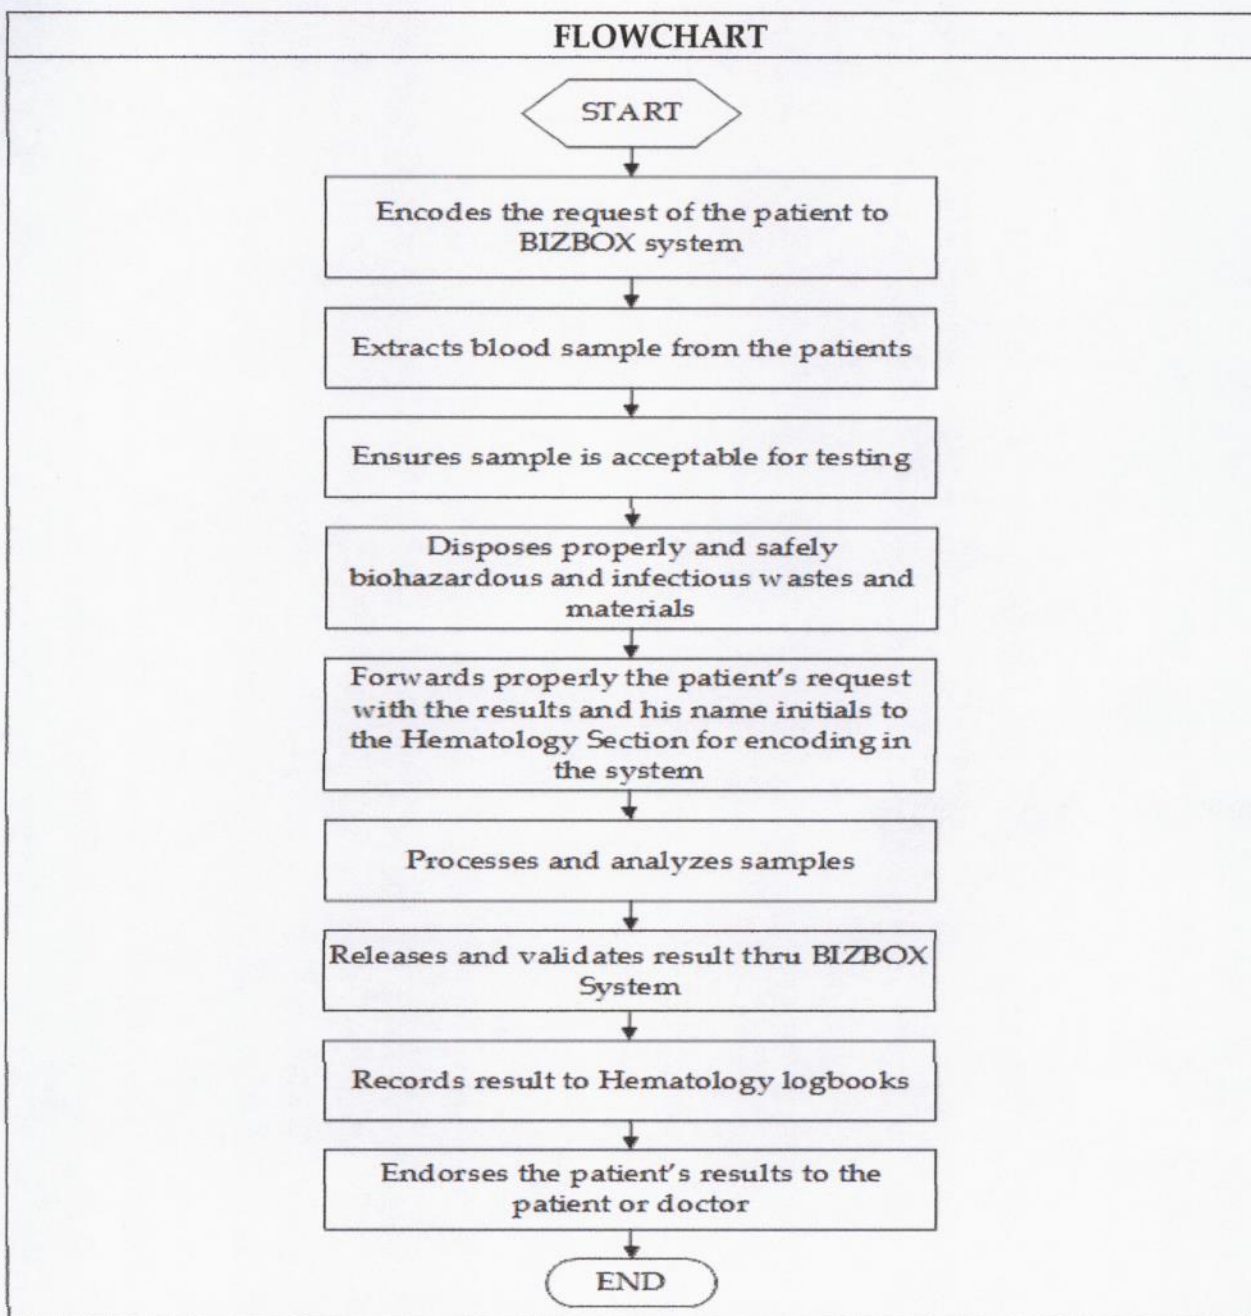 FLOWCHART
START
Encodes the request of the patient to
BIZBOX system
Extracts blood sample from the patients
Ensures sample is acceptable for testing
Disposes properly and safely
biohazardous and infectious wastes and
materials
Forwards properly the patient's request
with the results and his name initials to
the Hematology Section for encoding in
the system
Processes and analyzes samples
Releases and validates result thru BIZBOX
System
Records result to Hematology logbooks
Endorses the patient's results to the
patient or doctor
END